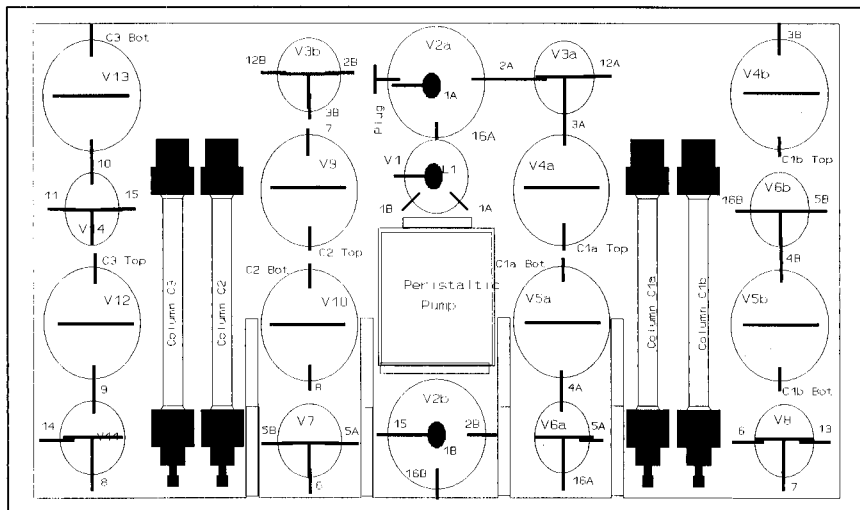 C3 Bot
V13
10
11
15
V14
C3 Top
V12
9
14
V11
8
Column C3
Column C2
12B
V3b
2B
3B
7
V9
C2 Top
C2 Bot
V10
8
V7
5B
5A
6
V2a
Plug
1A
16A
V1
L1
1B
1A
Peristaltic
Pump
V2b
15
2B
1B
16B
2A
V3a
12A
3A
V4a
C1a Top
C1a Bot
V5a
4A
V6a
5A
16A
Column C1a
Column C1b
3B
V4b
C1b Top
V6b
16B
5B
4B
V5b
C1b Bot
6
V8
13
7